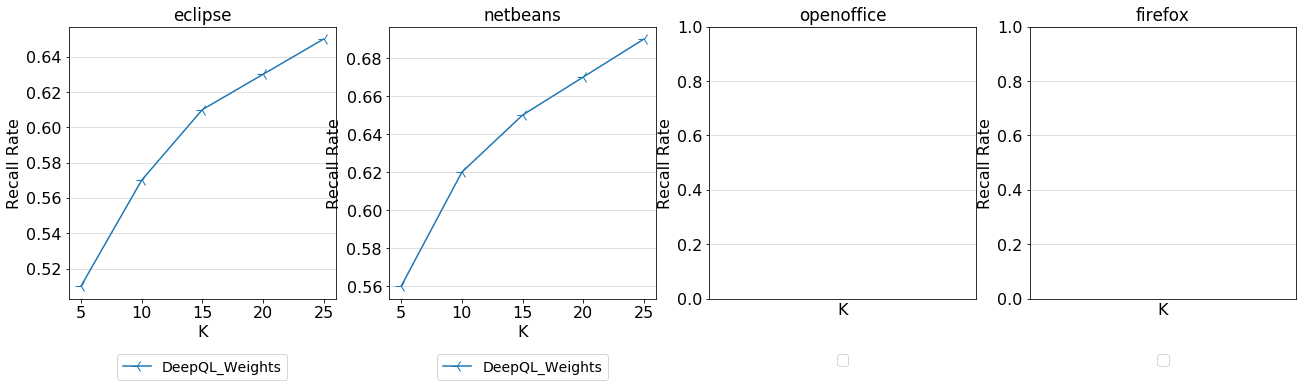 eclipse
0.64
0.62
0.60
0.58
0.56
0.54
0.52
Recall Rate
5 10 15 20 25
K
DeepQL_Weights
netbeans
0.68
0.66
0.64
0.62
0.60
0.58
0.56
Recall Rate
5 10 15 20 25
K
DeepQL_Weights
openoffice
1.0
0.8
0.6
0.4
0.2
0.0
Recall Rate
K
firefox
1.0
0.8
0.6
0.4
0.2
0.0
Recall Rate
K